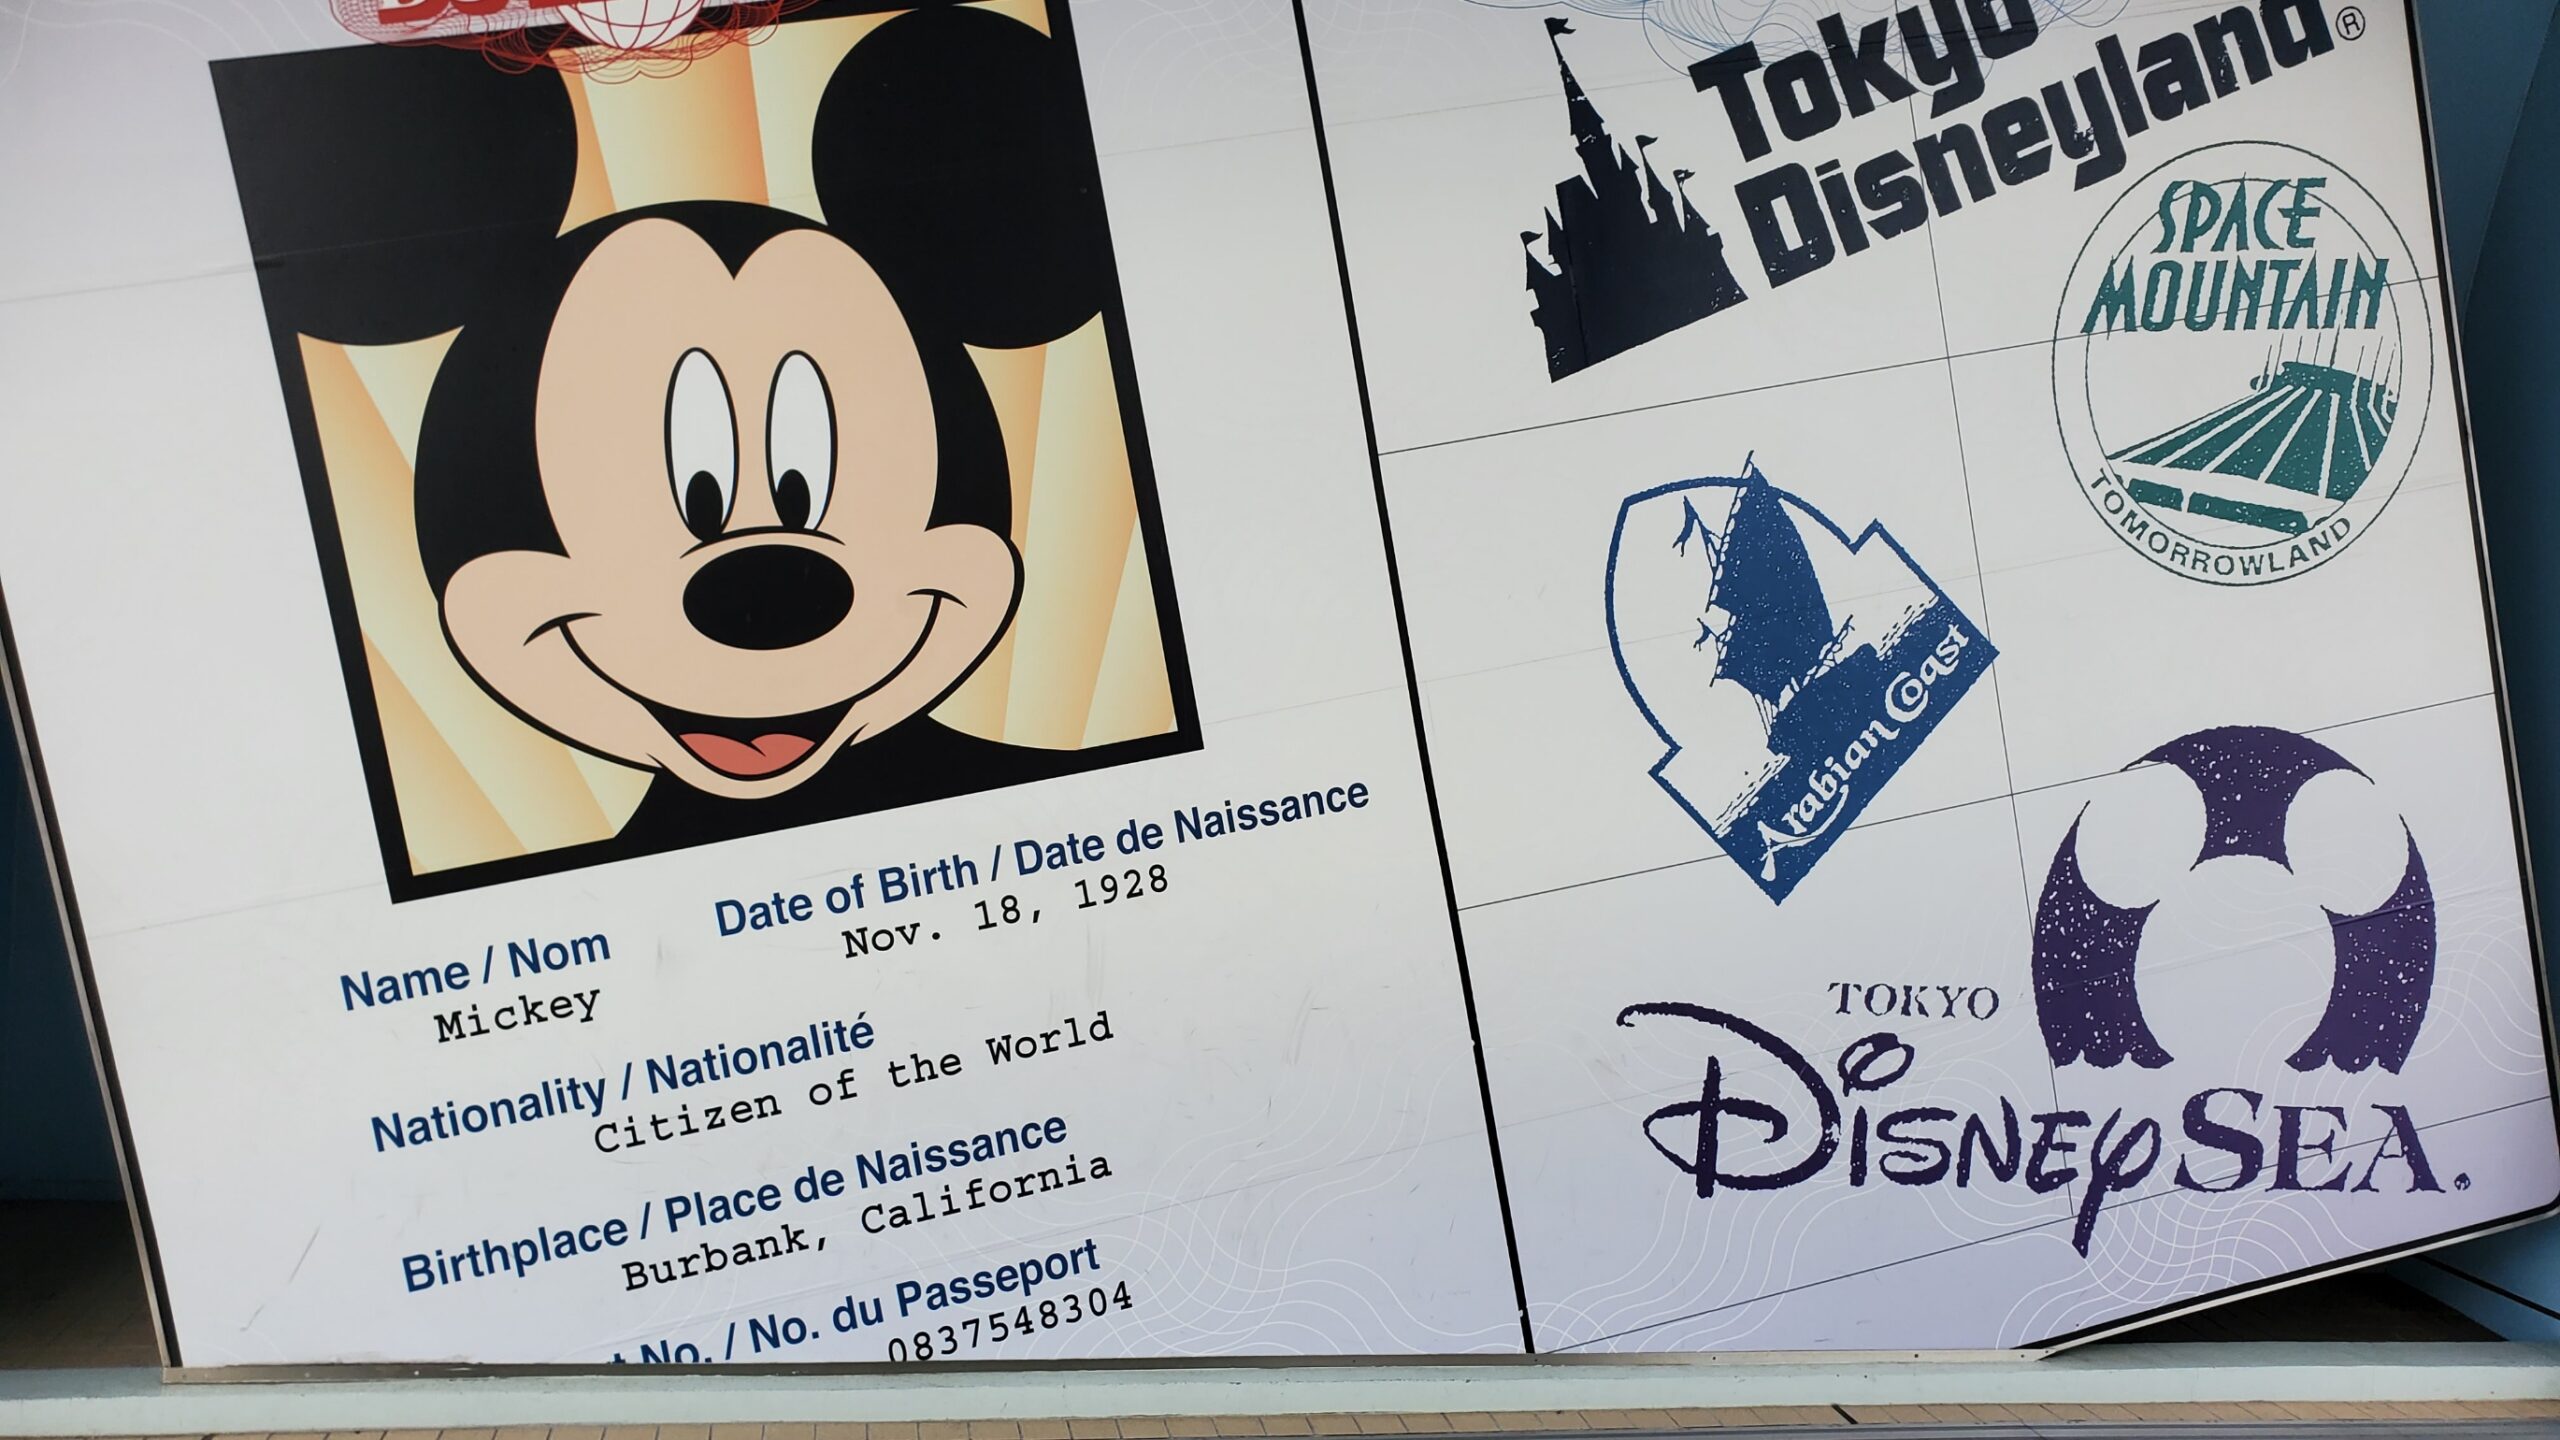 Name / Nom
Mickey
Date of Birth / Date de Naissance
Nov. 18, 1928
Nationality / Nationalité
Citizen of the World
Birthplace / Place de Naissance
Burbank, California
No. / No. du Passeport
0837548304
Tokyo
Disneyland®
SPACE
MOUNTAIN
TOMORROWLAND
Arabian Coast
TOKYO
DISNEYSEA.